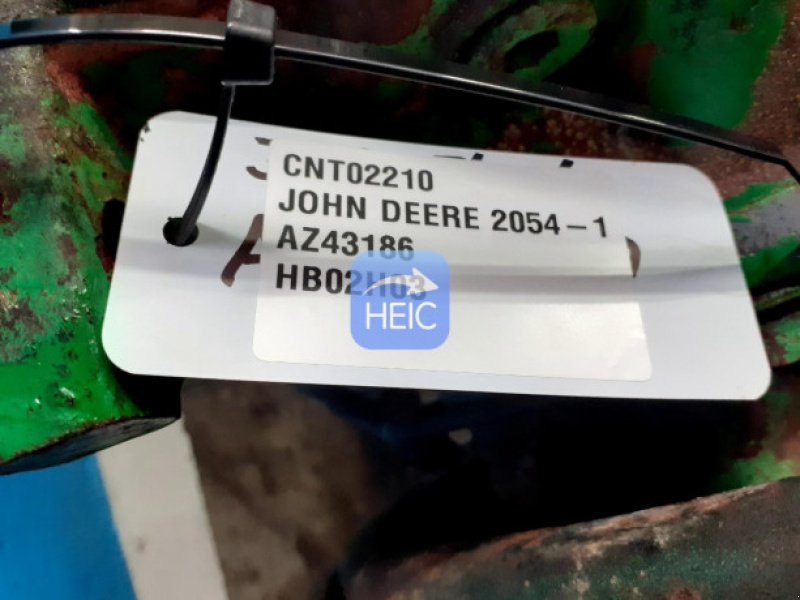 CNT02210
JOHN DEERE 2054-1
AZ43186
HB02H03
HEIC